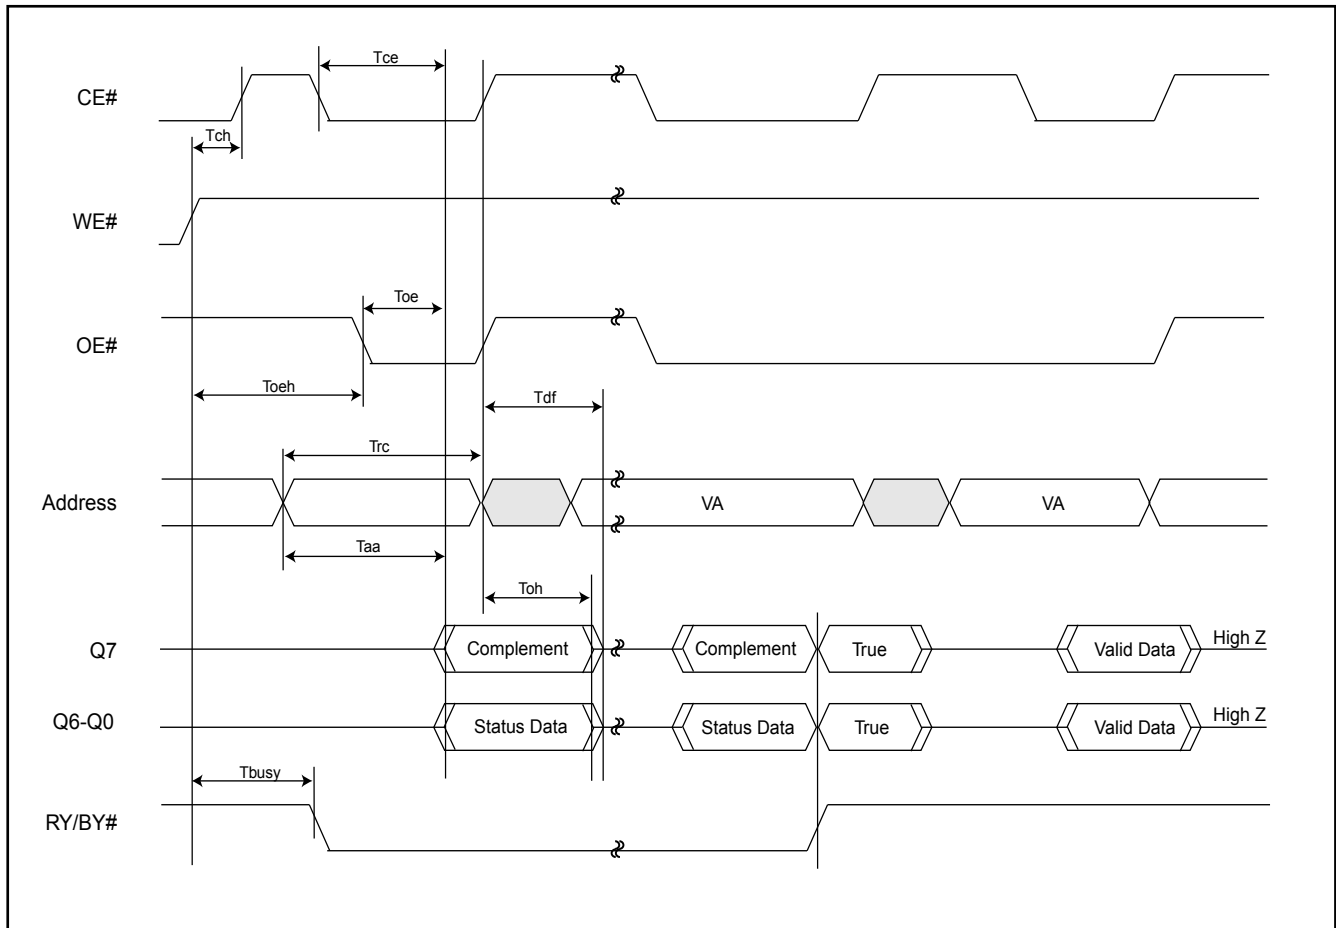 Tce
CE#
Tch
WE#
Toe
OE#
Toeh
Tdf
Trc
Address
VA
VA
Taa
Toh
Q7
Complement
Complement
True
Valid Data
High Z
Q6-Q0
Status Data
Status Data
True
Valid Data
High Z
Tbusy
RY/BY#